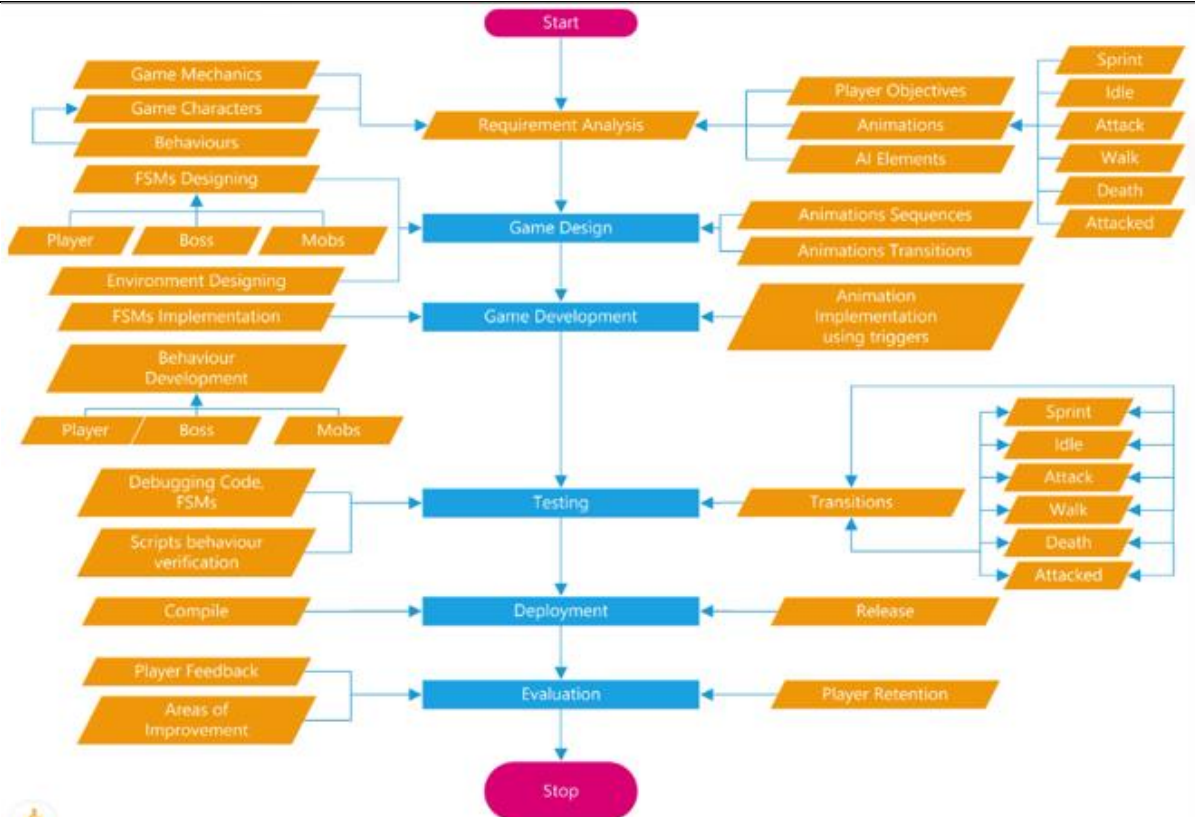 Start
Game Mechanics
Game Characters
Behaviours
Requirement Analysis
Player Objectives
Animations
AI Elements
Sprint
Idle
Attack
Walk
Death
Attacked
FSMs Designing
Player
Boss
Mobs
Environment Designing
Game Design
Animations Sequences
Animations Transitions
FSMs Implementation
Game Development
Animation
Implementation
using triggers
Behaviour
Development
Player
Boss
Mobs
Debugging Code,
FSMs
Scripts behaviour
verification
Testing
Transitions
Sprint
Idle
Attack
Walk
Death
Attacked
Compile
Deployment
Release
Player Feedback
Areas of
Improvement
Evaluation
Player Retention
Stop